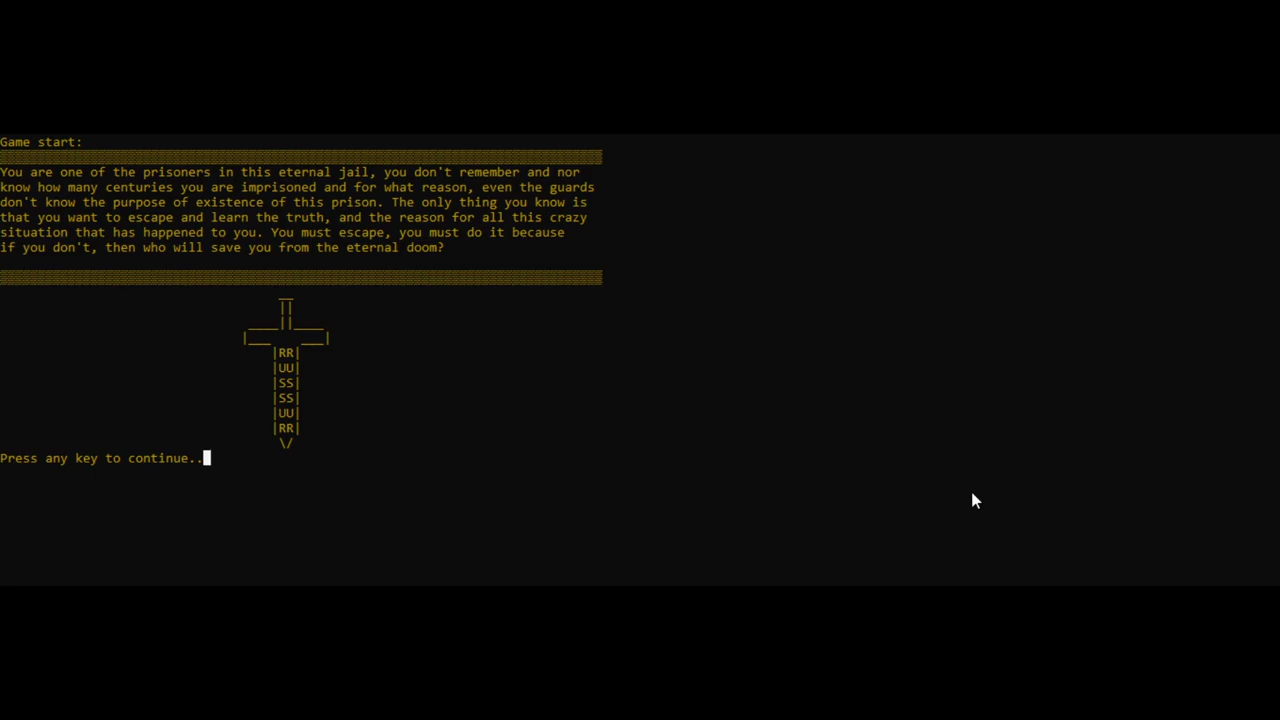 Game start:
You are one of the prisoners in this eternal jail, you don't remember and nor
know how many centuries you are imprisoned and for what reason, even the guards
don't know the purpose of existence of this prison. The only thing you know is
that you want to escape and learn the truth, and the reason for all this crazy
situation that has happened to you. You must escape, you must do it because
if you don't, then who will save you from the eternal doom?
RR
UU
SS
SS
UU
RR
Press any key to continue..